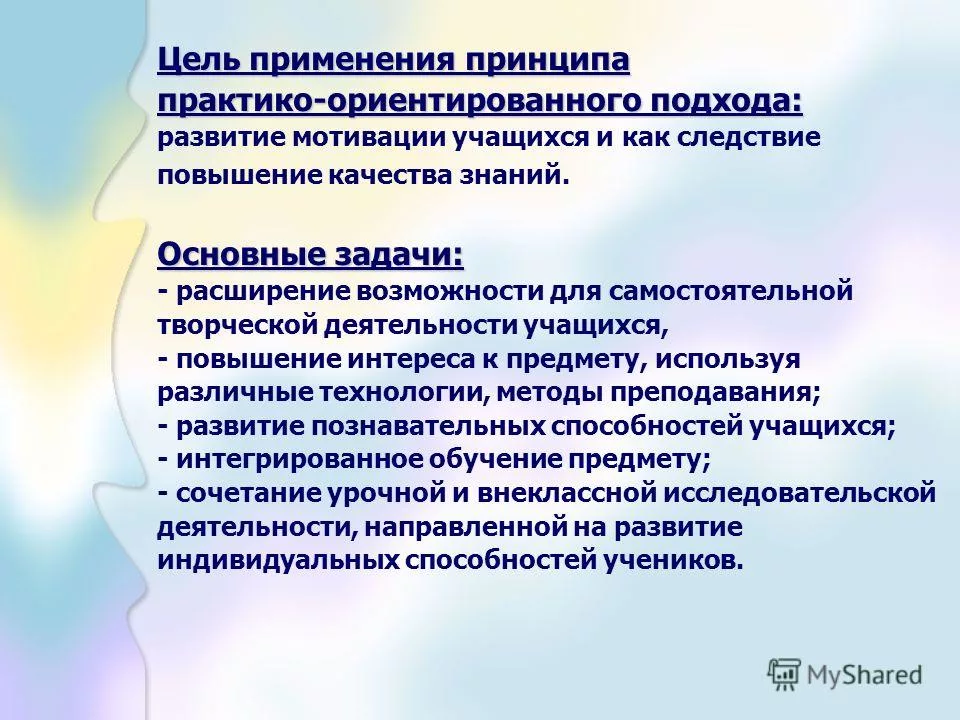 Цель применения принципа
практико-ориентированного подхода:
развитие мотивации учащихся и как следствие
повышение качества знаний.
Основные задачи:
- расширение возможности для самостоятельной
творческой деятельности учащихся,
- повышение интереса к предмету, используя
различные технологии, методы преподавания;
- развитие познавательных способностей учащихся;
- интегрированное обучение предмету;
- сочетание урочной и внеклассной исследовательской
деятельности, направленной на развитие
индивидуальных способностей учеников.
MyShared